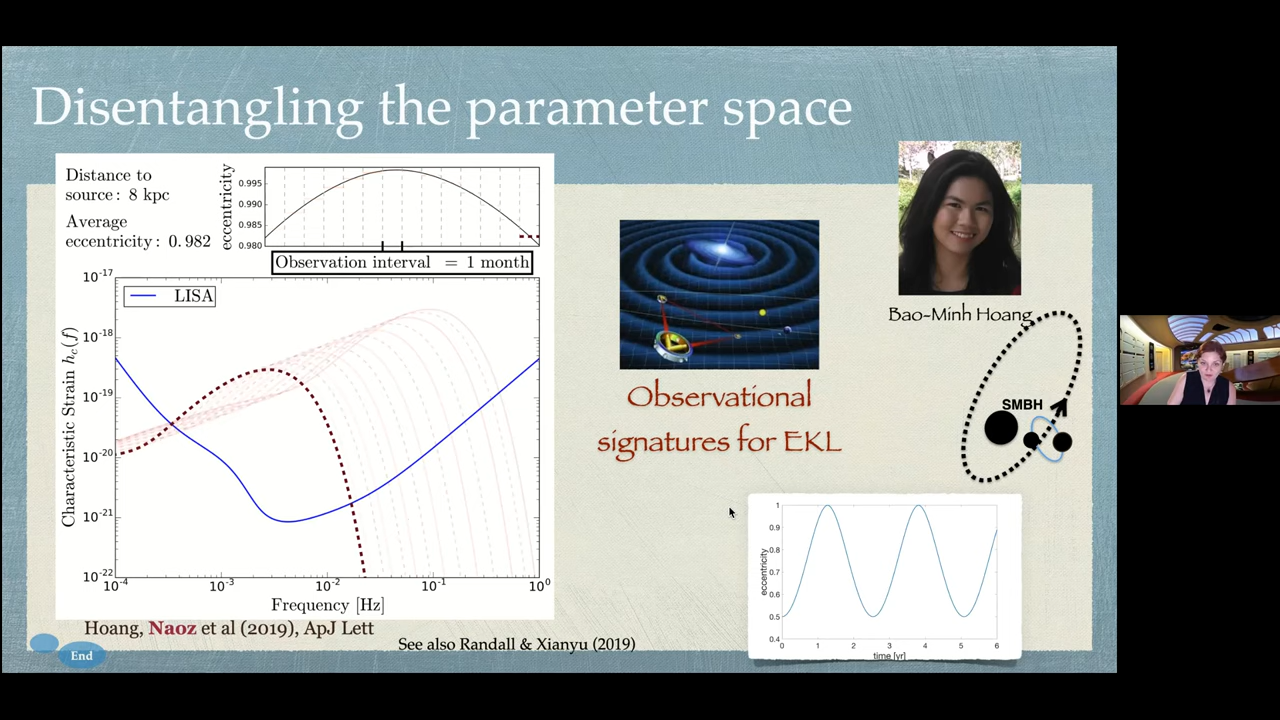 Disentangling the parameter space
Distance to
source: 8 kpc
Average
eccentricity: 0.982
eccentricity
0.995
0.990
0.985
0.980
Observation interval = 1 month
LISA
Characteristic Strain h_c(f)
10^-17
10^-18
10^-19
10^-20
10^-21
10^-22
10^-4
10^-3
10^-2
10^-1
10^0
Frequency [Hz]
Hoang, Naoz et al (2019), ApJ Lett
See also Randall & Xianyu (2019)
End
Observational
signatures for EKL
Bao-Minh Hoang
SMBH
eccentricity
1
0.9
0.8
0.7
0.6
0.5
0.4
0
1
2
3
4
5
6
time [yr]